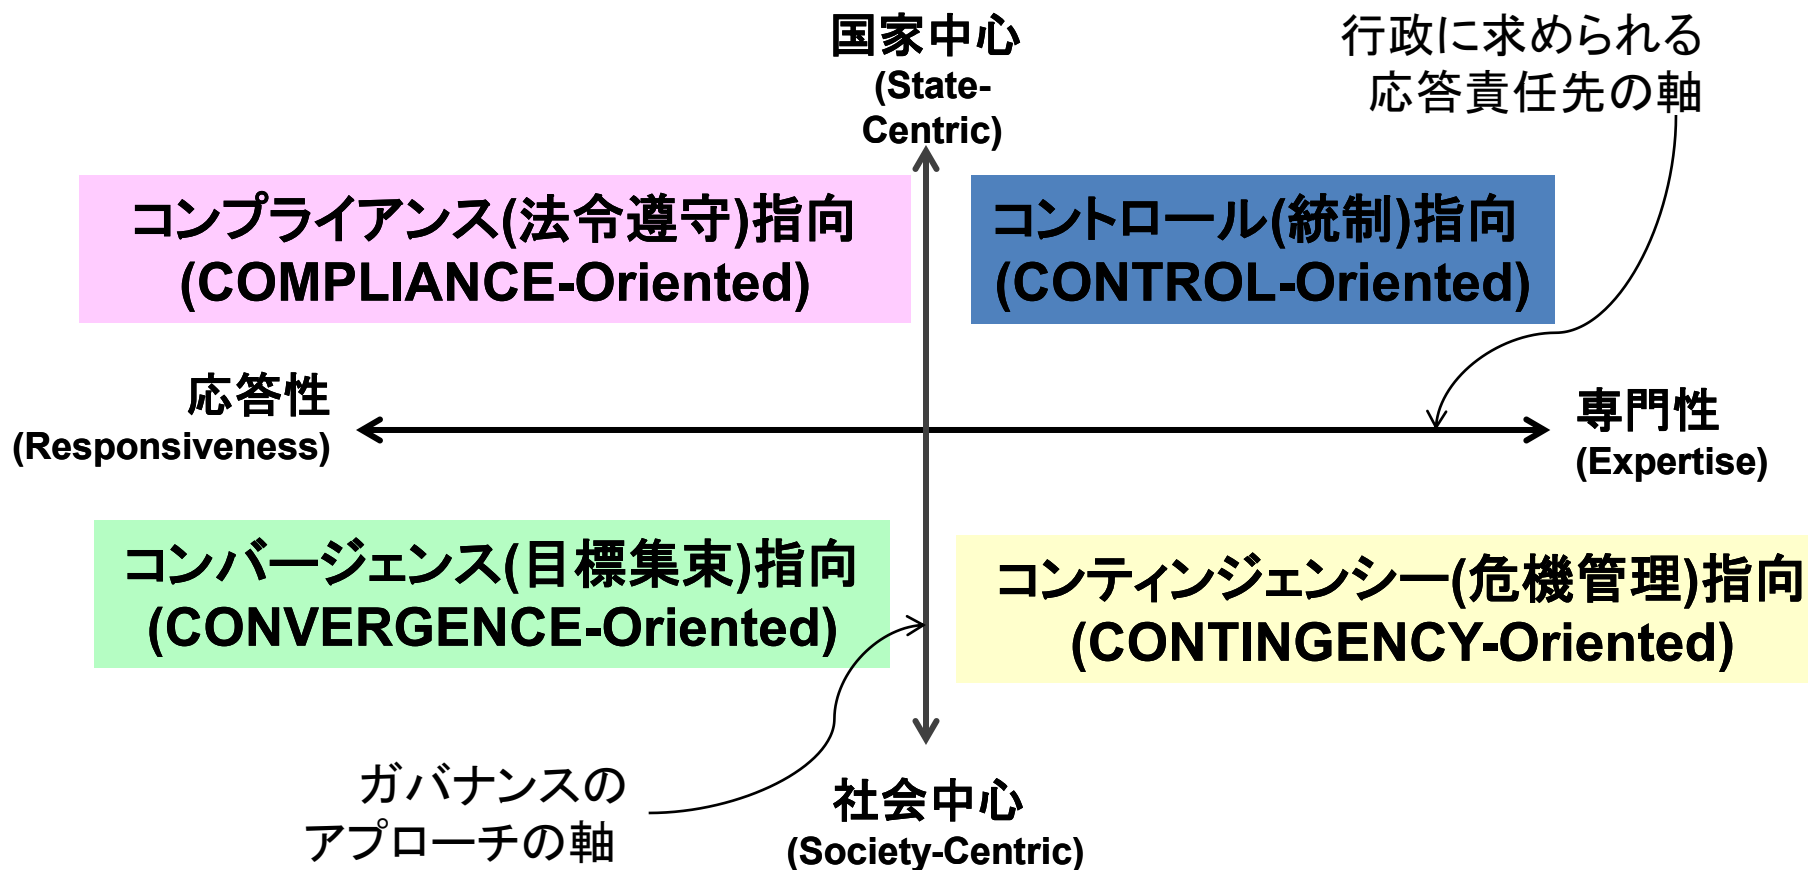 国家中心
(State-
Centric)
行政に求められる
応答責任先の軸
コンプライアンス(法令遵守)指向
(COMPLIANCE-Oriented)
コントロール(統制)指向
(CONTROL-Oriented)
応答性
(Responsiveness)
専門性
(Expertise)
コンバージェンス(目標集束)指向
(CONVERGENCE-Oriented)
コンティンジェンシー(危機管理)指向
(CONTINGENCY-Oriented)
ガバナンスの
アプローチの軸
社会中心
(Society-Centric)